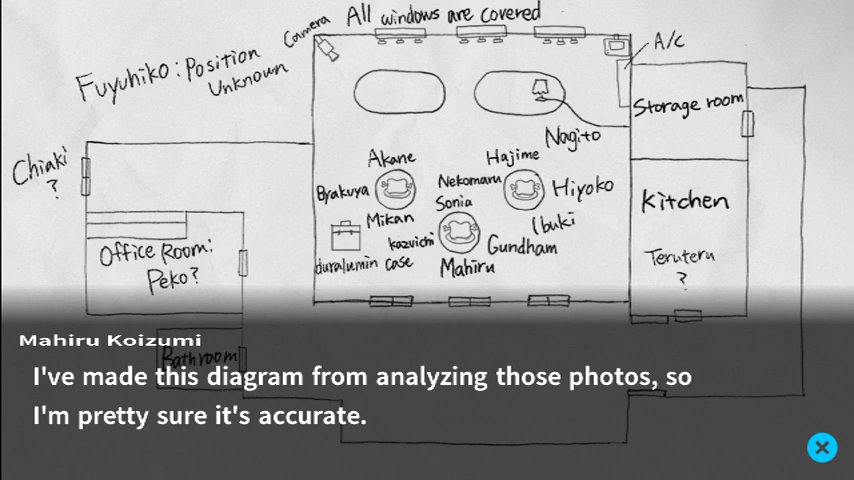 All windows are covered
Camera
A/C
Fuyuhiko: Position
Unknown
Storage room
Chiaki
?
Nagito
Akane
Hajime
Byakuya
Nekomaru
Hiyoko
Sonia
Mikan
Ibuki
Kitchen
kazuichi
Gundham
duralumin case
Mahiru
Office Room:
Peko?
Teruteru
?
Bathroom
Mahiru Koizumi
I've made this diagram from analyzing those photos, so
I'm pretty sure it's accurate.